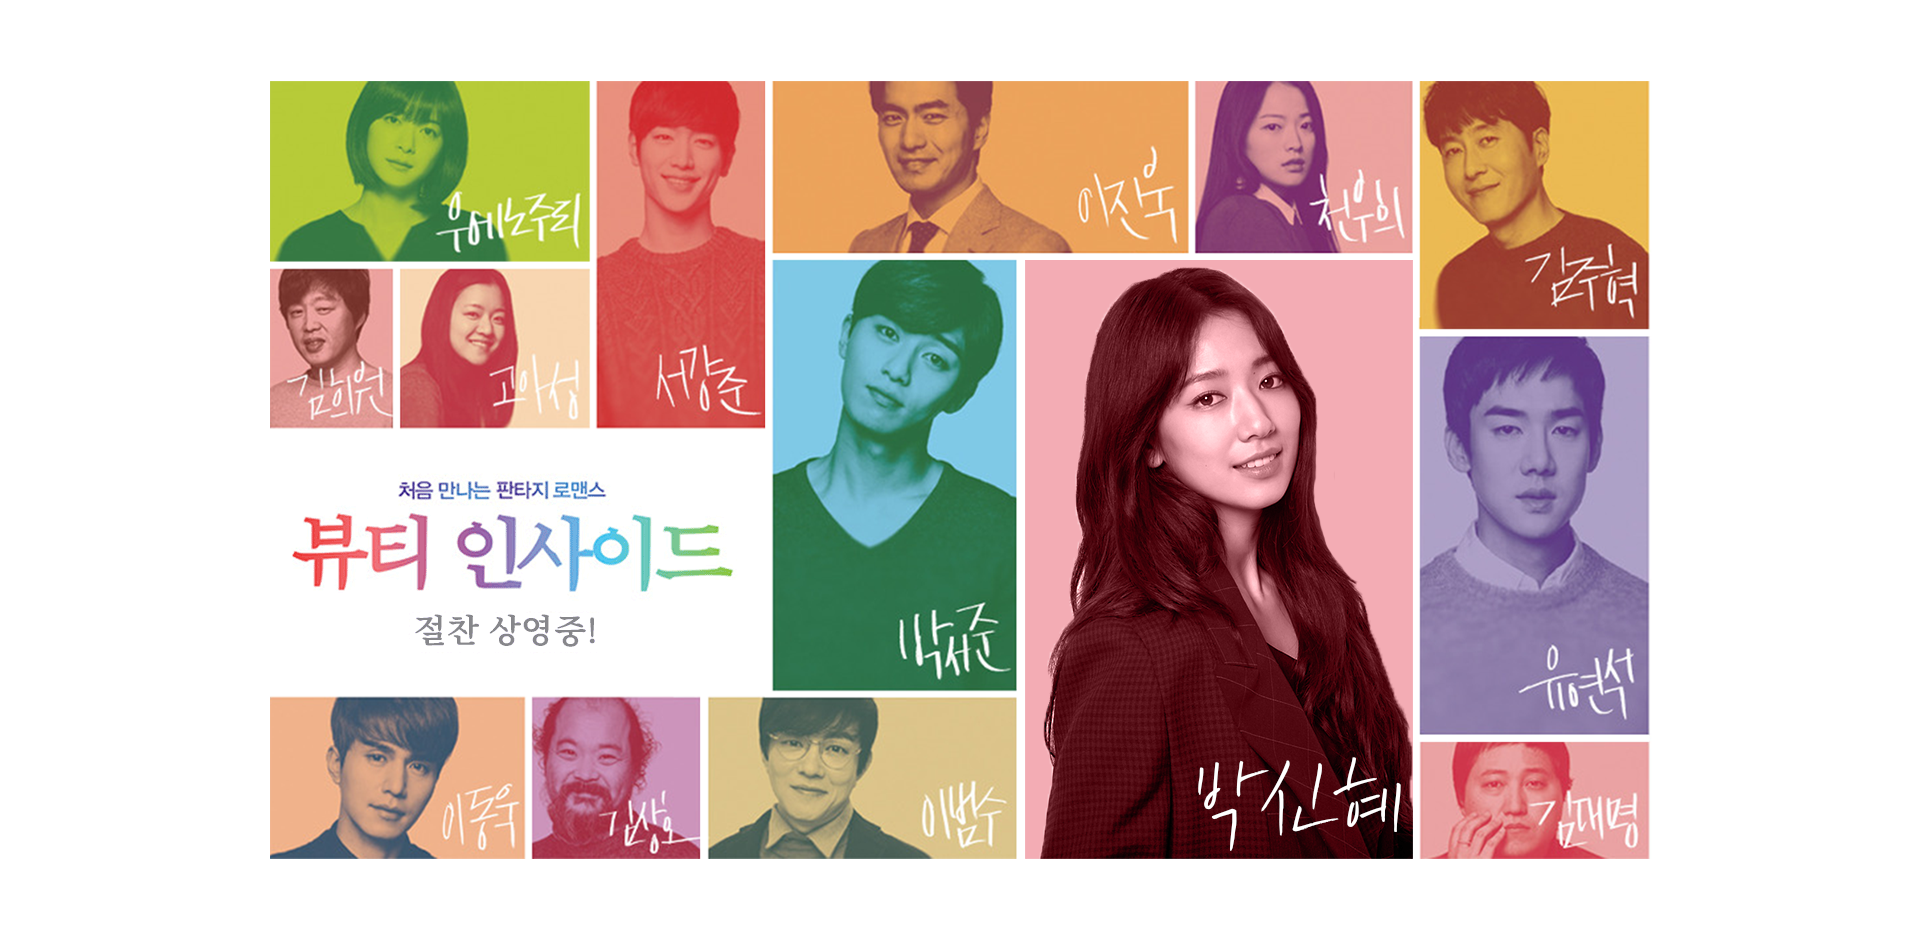 우에노주리
서강준
이진욱
천우희
김주혁
김희원
고아성
처음 만나는 판타지 로맨스
뷰티 인사이드
절찬 상영중!
박서준
박신혜
유연석
이동욱
김상호
이범수
김대명